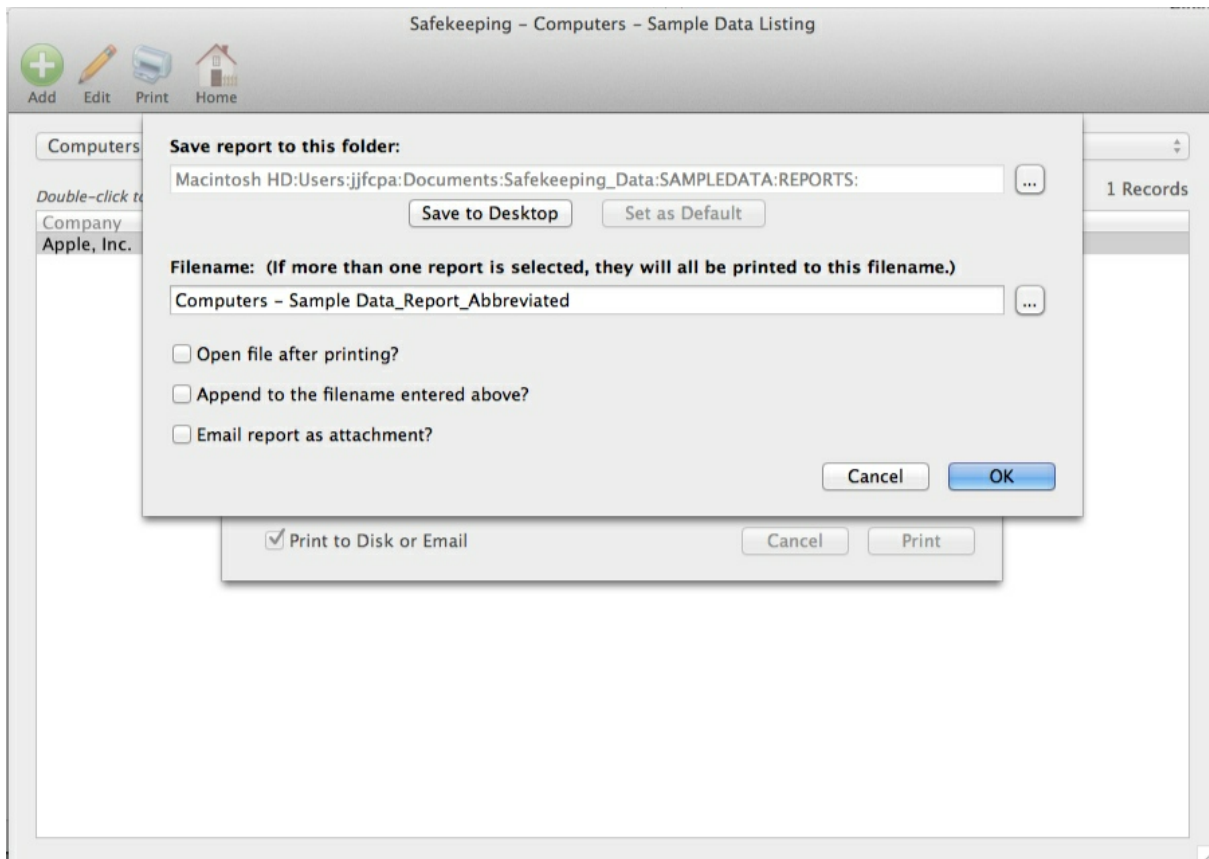 Safekeeping – Computers – Sample Data Listing
Add Edit Print Home
Computers
Save report to this folder:
Macintosh HD:Users:jjfcpa:Documents:Safekeeping_Data:SAMPLEDATA:REPORTS:
...
1 Records
Double-click
Save to Desktop
Set as Default
Company
Apple, Inc.
Filename: (If more than one report is selected, they will all be printed to this filename.)
Computers – Sample Data_Report_Abbreviated
...
Open file after printing?
Append to the filename entered above?
Email report as attachment?
Cancel
OK
Print to Disk or Email
Cancel
Print